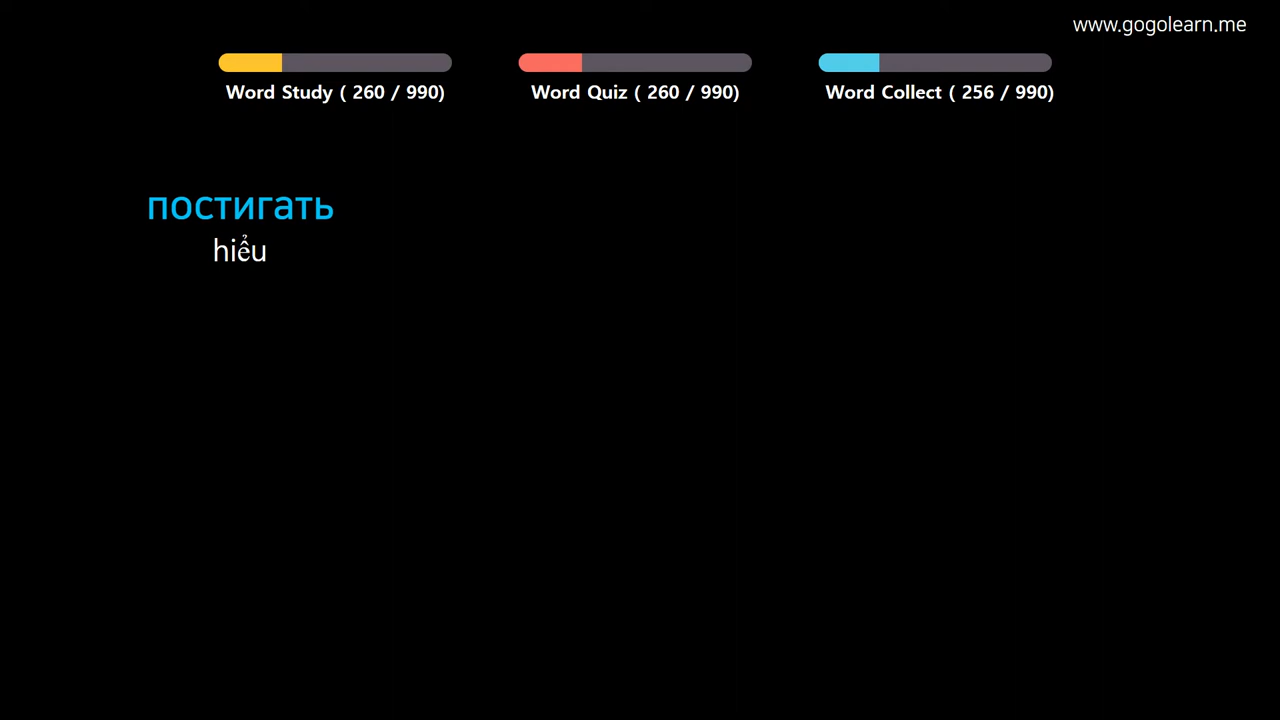 www.gogolearn.me
Word Study ( 260 / 990)
Word Quiz ( 260 / 990)
Word Collect ( 256 / 990)
постигать
hiểu